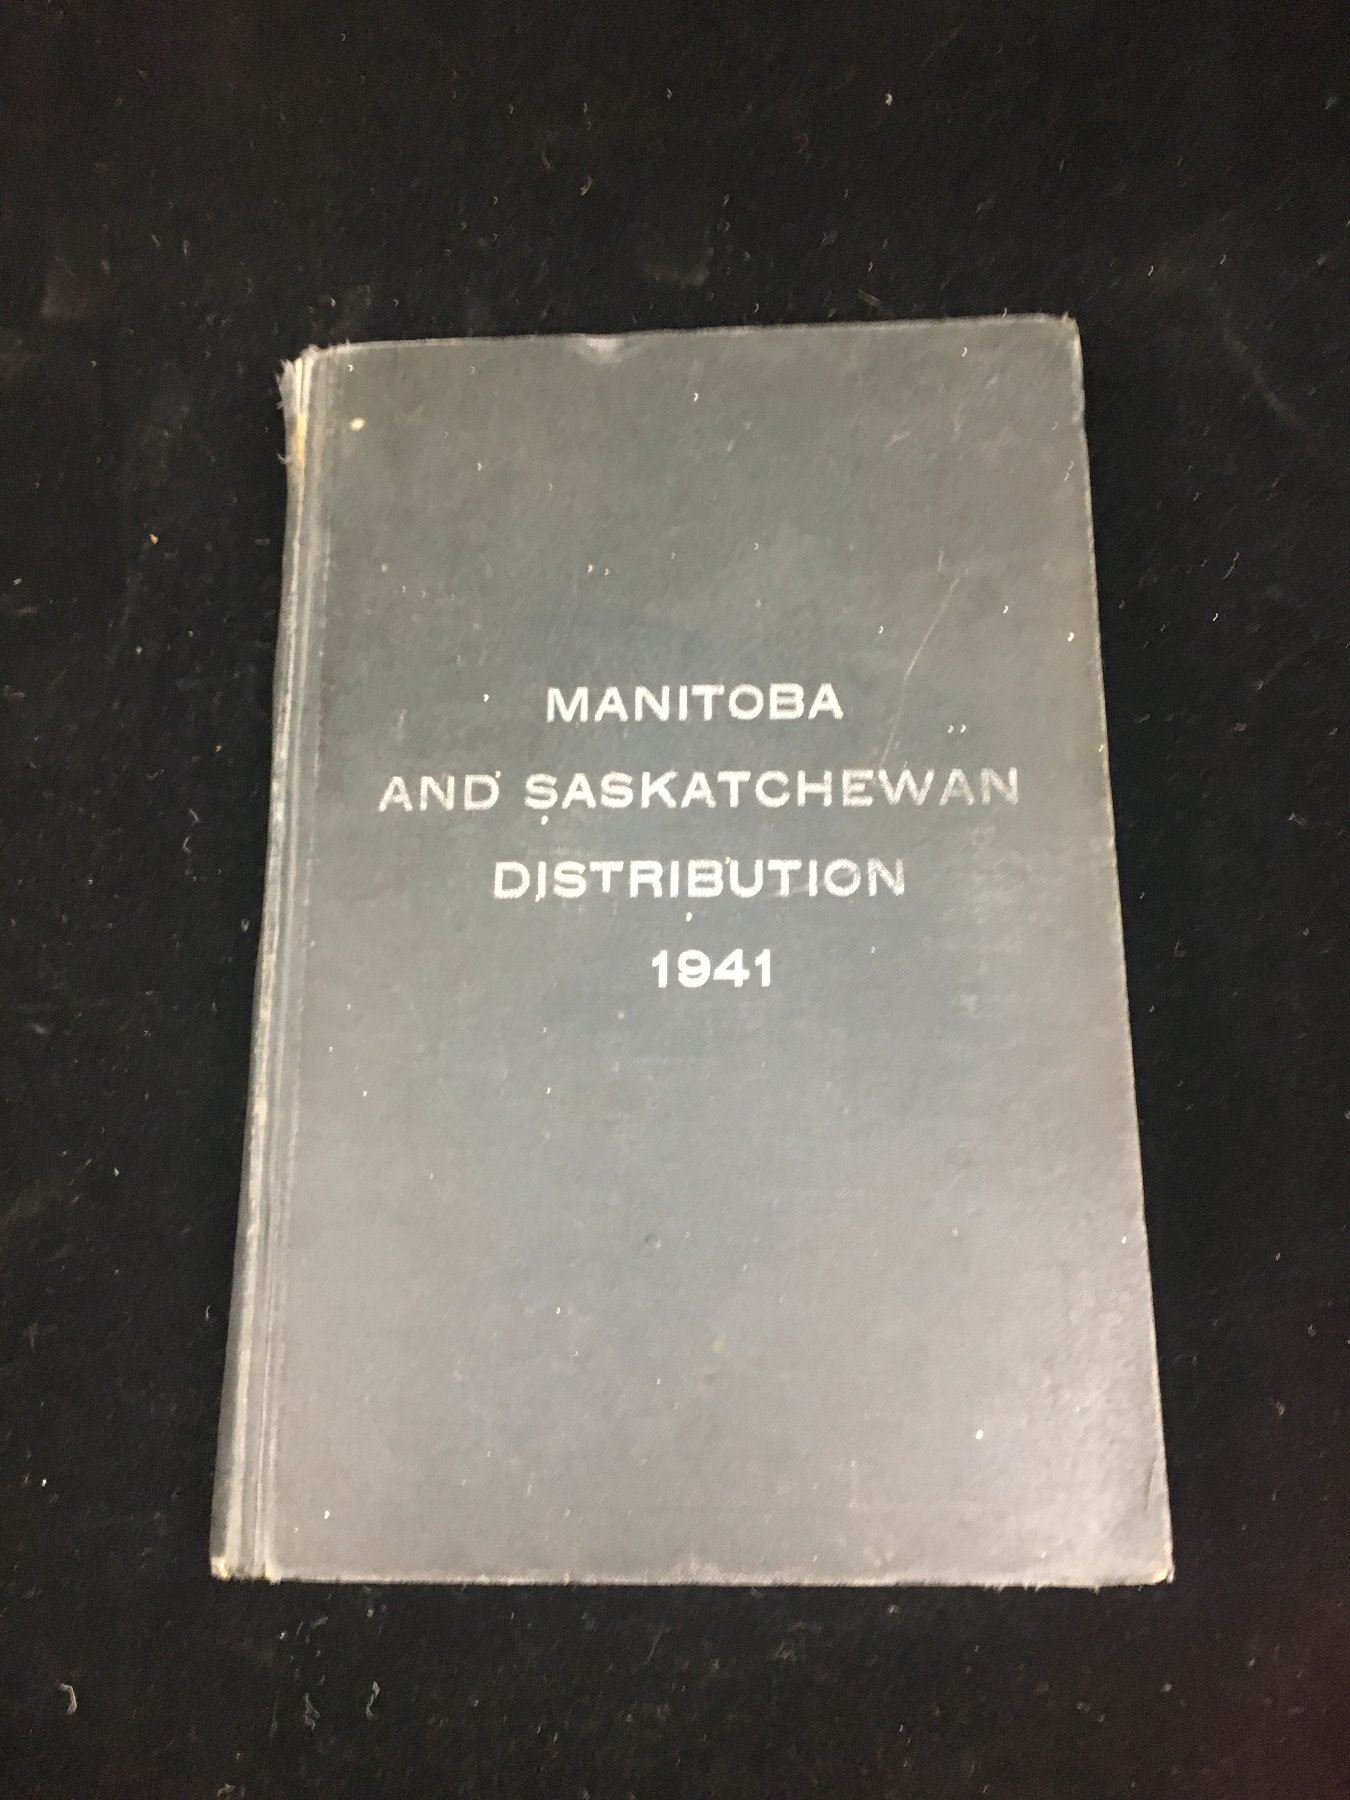 MANITOBA
AND SASKATCHEWAN
DISTRIBUTION
1941